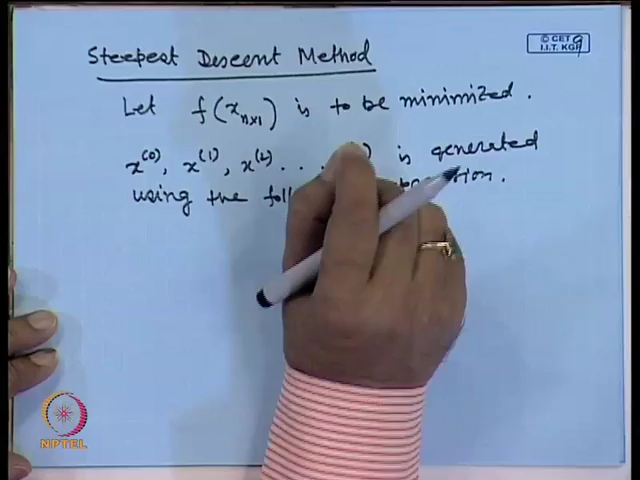 © CET
I.I.T. KGP
9
Steepest Descent Method
Let f(x_{n×1}) is to be minimized.
x^{(0)}, x^{(1)}, x^{(2)} . . . . ) is generated
using the
NPTEL